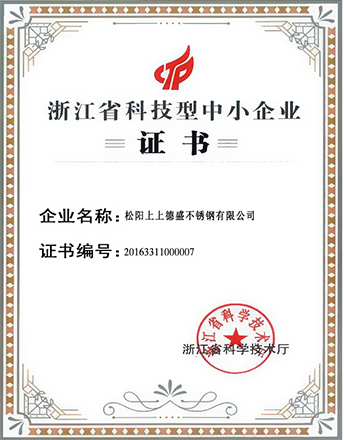 浙江省科技型中小企业
证书
企业名称：松阳上上德盛不锈钢有限公司
证书编号：20163311000007
浙江省科学技术厅
浙江省科学技术厅